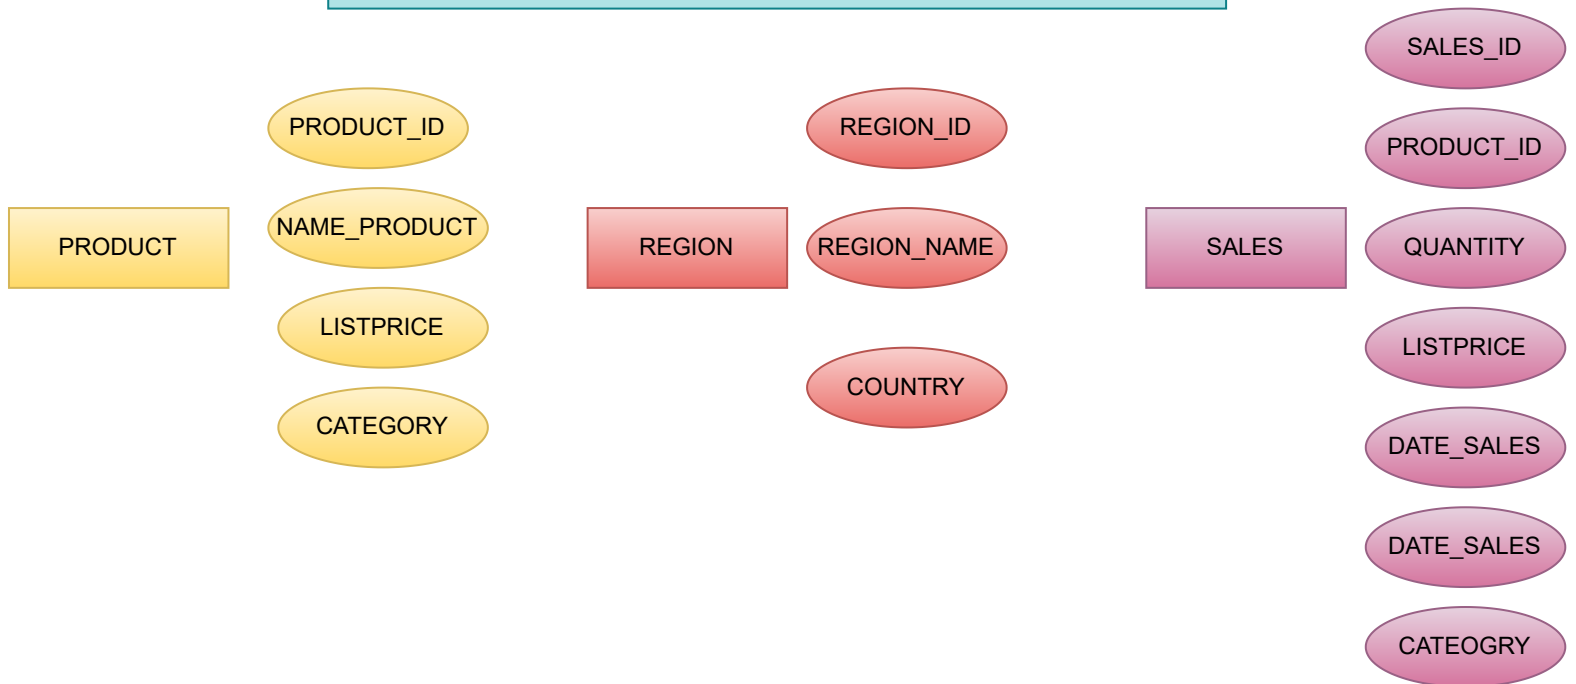 PRODUCT
PRODUCT_ID
NAME_PRODUCT
LISTPRICE
CATEGORY
REGION
REGION_ID
REGION_NAME
COUNTRY
SALES
SALES_ID
PRODUCT_ID
QUANTITY
LISTPRICE
DATE_SALES
DATE_SALES
CATEOGRY